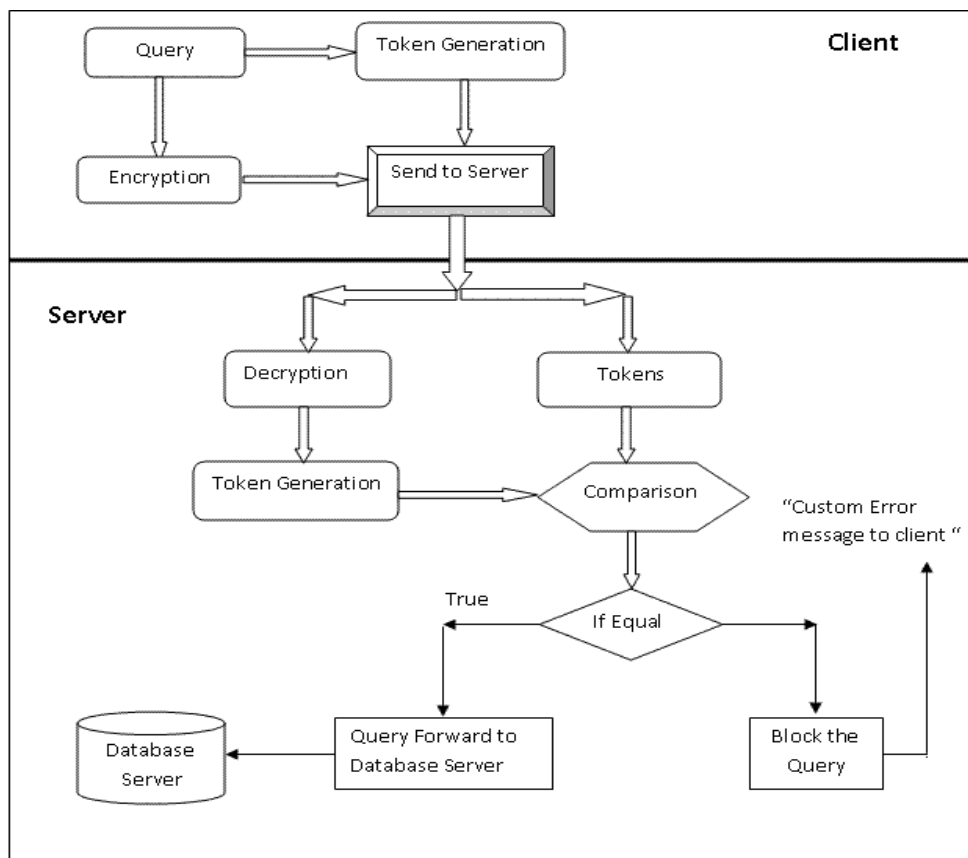 Query
Token Generation
Client
Encryption
Send to Server
Server
Decryption
Tokens
Token Generation
Comparison
“Custom Error
message to client “
True
If Equal
Database
Server
Query Forward to
Database Server
Block the
Query